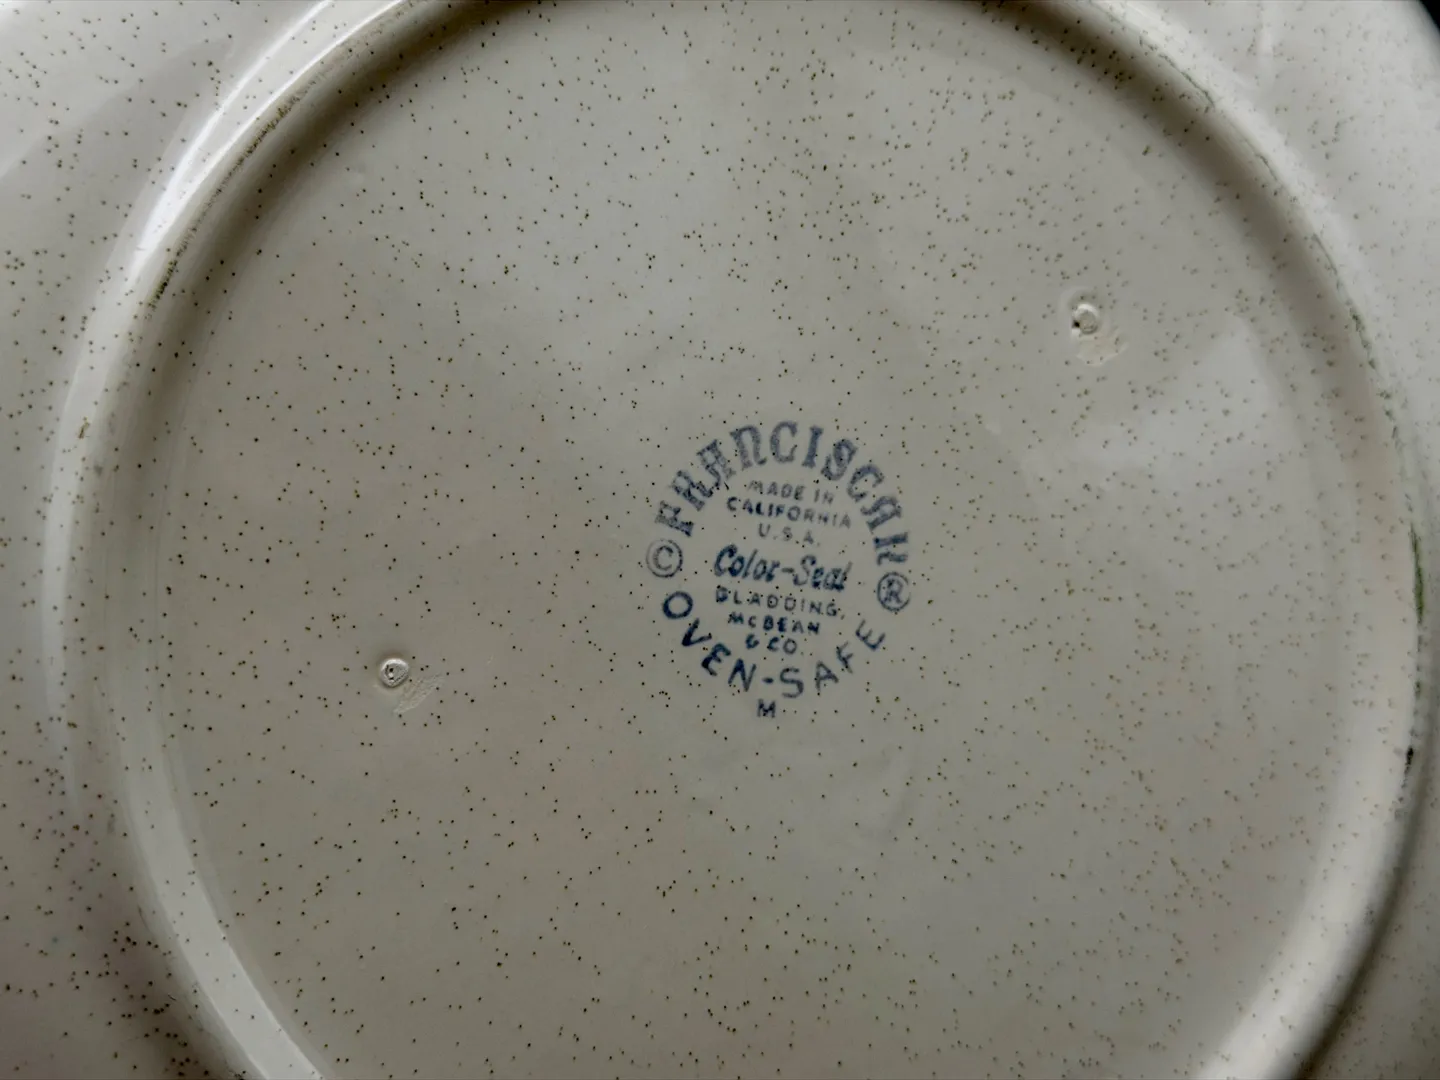 © FRANCISCAN ®
MADE IN
CALIFORNIA
U.S.A.
Color-Seal
GLADDING,
McBEAN
& CO.
OVEN-SAFE
M